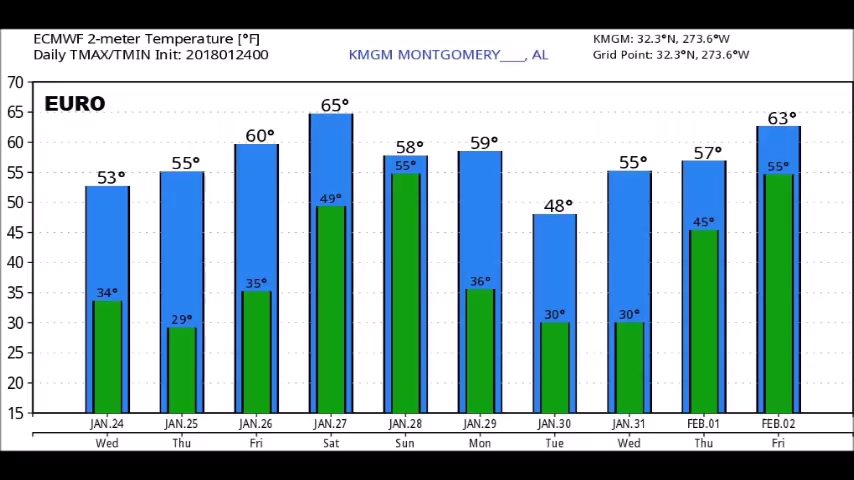 ECMWF 2-meter Temperature [°F]
Daily TMAX/TMIN Init: 2018012400
KMGM MONTGOMERY___, AL
KMGM: 32.3°N, 273.6°W
Grid Point: 32.3°N, 273.6°W
EURO
70
65
60
55
50
45
40
35
30
25
20
15
53° 55° 60° 65° 58° 59° 48° 55° 57° 63°
34° 29° 35° 49° 55° 36° 30° 30° 45° 55°
JAN.24 JAN.25 JAN.26 JAN.27 JAN.28 JAN.29 JAN.30 JAN.31 FEB.01 FEB.02
Wed Thu Fri Sat Sun Mon Tue Wed Thu Fri